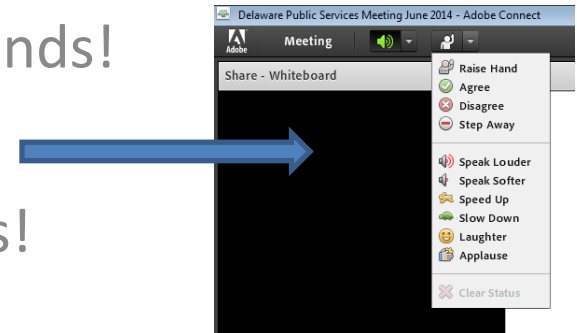 nds!
s!
Delaware Public Services Meeting June 2014 - Adobe Connect
Adobe
Meeting
Share - Whiteboard
Raise Hand
Agree
Disagree
Step Away
Speak Louder
Speak Softer
Speed Up
Slow Down
Laughter
Applause
Clear Status